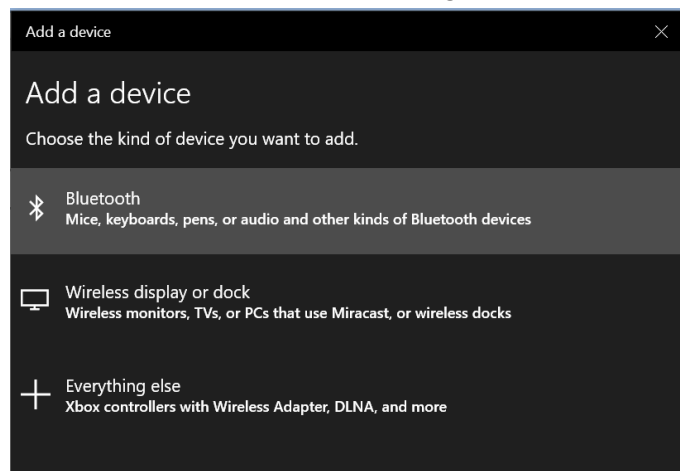 Add a device
Add a device
Choose the kind of device you want to add.
Bluetooth
Mice, keyboards, pens, or audio and other kinds of Bluetooth devices
Wireless display or dock
Wireless monitors, TVs, or PCs that use Miracast, or wireless docks
Everything else
Xbox controllers with Wireless Adapter, DLNA, and more